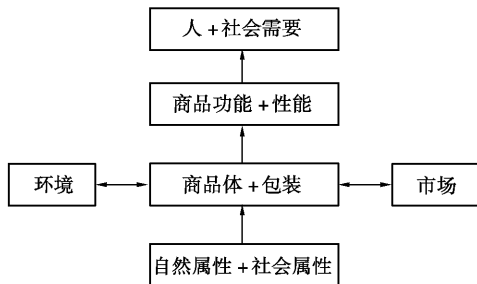 人+社会需要
商品功能+性能
环境
商品体+包装
市场
自然属性+社会属性